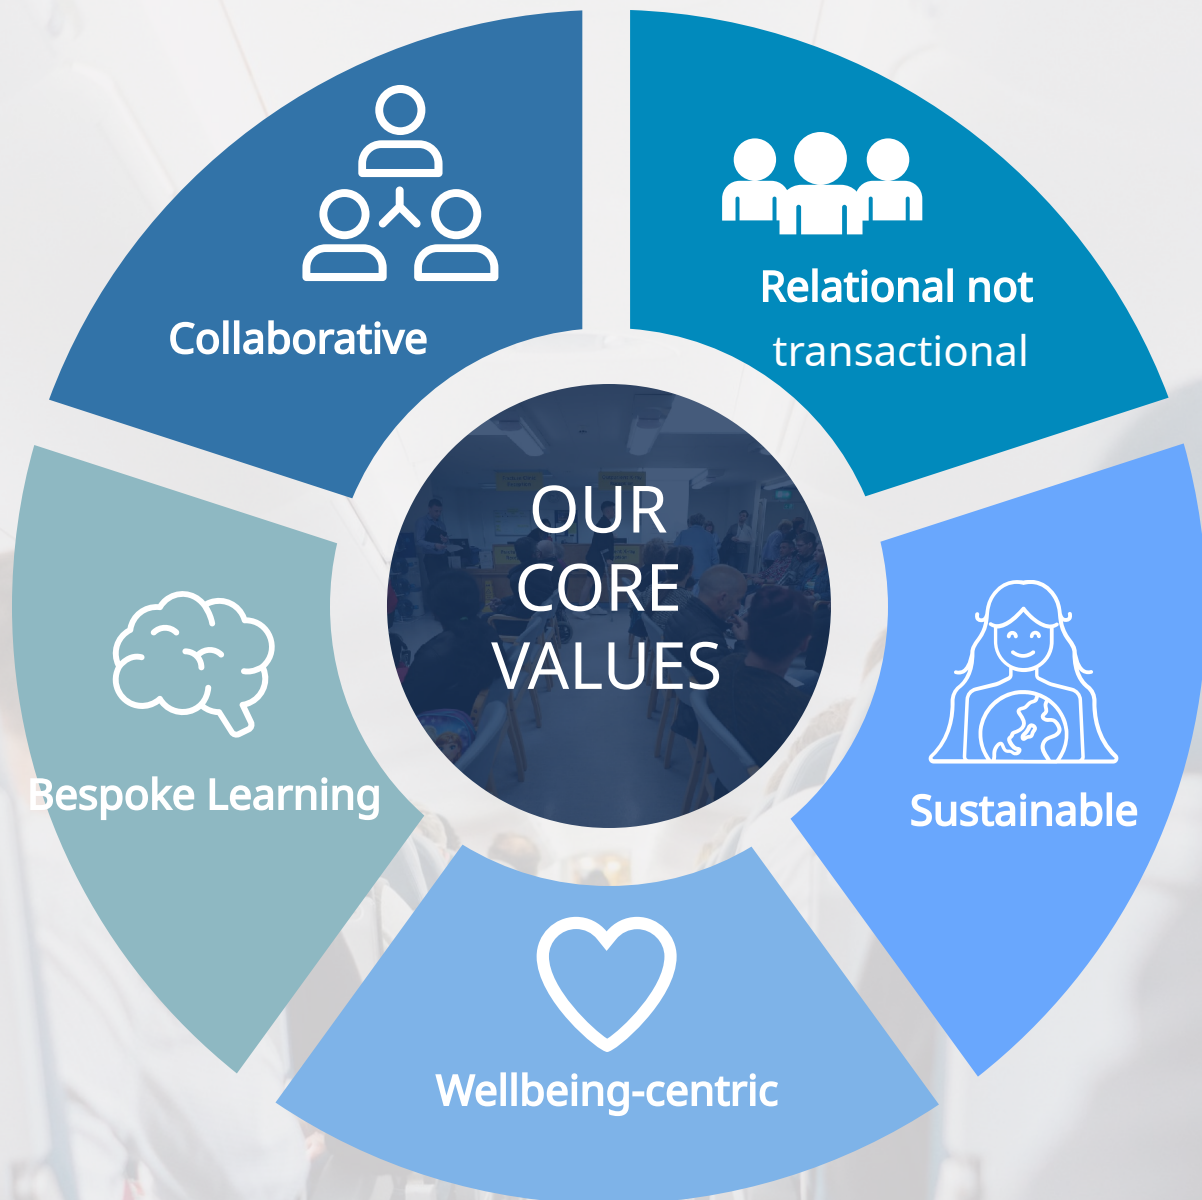 Collaborative
Relational not
transactional
OUR
CORE
VALUES
Bespoke Learning
Sustainable
Wellbeing-centric